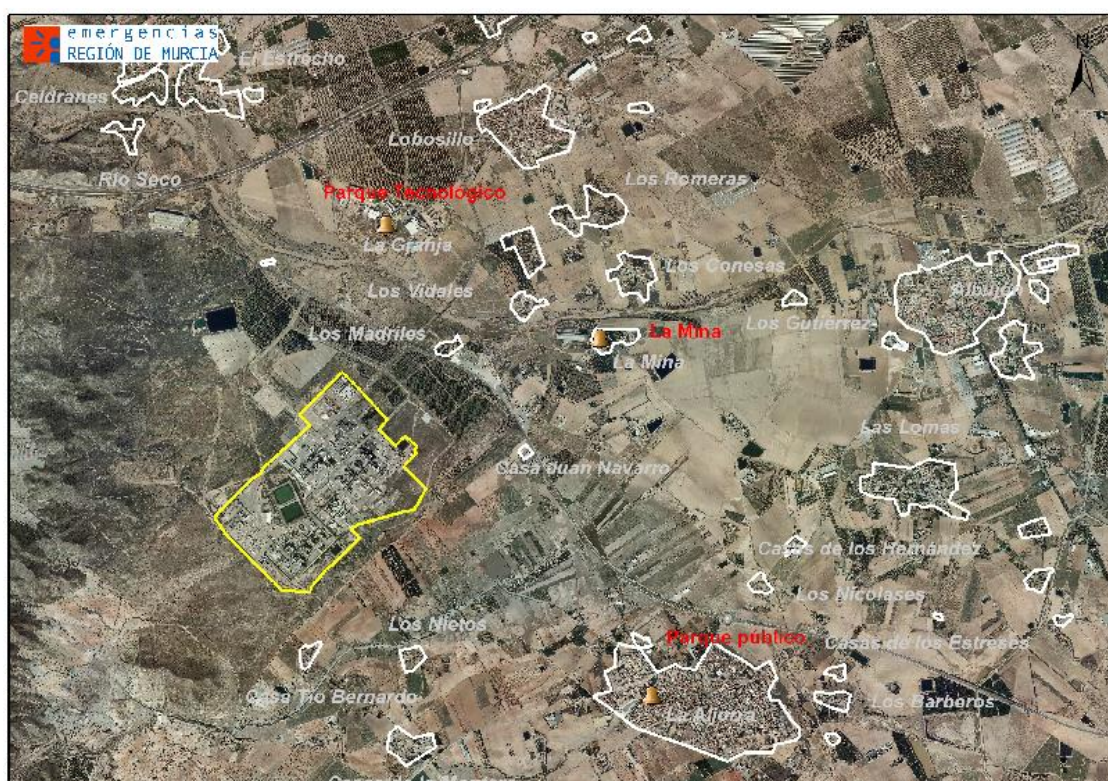 emergencias
REGIÓN DE MURCIA
N
El Estrecho
Celdranes
Lobosillo
Río Seco
Los Romeras
Parque Tecnológico
La Granja
Los Conesas
Los Vidales
Albujón
Los Madriles
Los Gutierrez
La Mina
La Mina
Las Lomas
Casa Juan Navarro
Casas de los Hernández
Los Nicolases
Los Nietos
Parque público
Casas de los Estreses
Casa Tío Bernardo
Los Barberos
La Aljorra